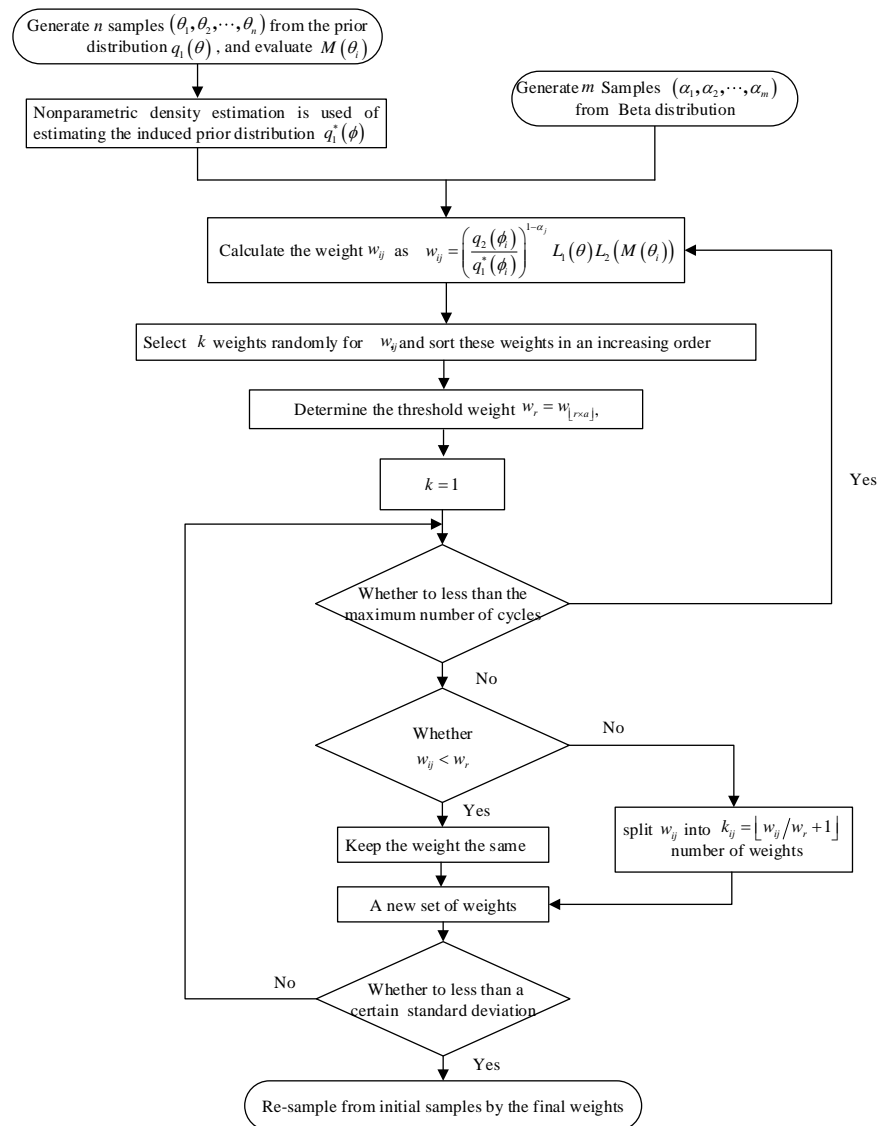 Generate n samples (θ₁,θ₂,⋯,θₙ) from the prior
distribution q₁(θ) , and evaluate M(θᵢ)
Generate m Samples (α₁,α₂,⋯,αₘ)
from Beta distribution
Nonparametric density estimation is used of
estimating the induced prior distribution q₁*(ϕ)
Calculate the weight wᵢⱼ as wᵢⱼ = (q₂(ϕᵢ)/q₁*(ϕᵢ))^(1−αⱼ) L₁(θ)L₂(M(θᵢ))
Select k weights randomly for wᵢⱼ and sort these weights in an increasing order
Determine the threshold weight wᵣ = w_⌊r×a⌋,
k = 1
Yes
Whether to less than the
maximum number of cycles
No
Whether
wᵢⱼ < wᵣ
No
Yes
split wᵢⱼ into kᵢⱼ = ⌊wᵢⱼ/wᵣ +1⌋
number of weights
Keep the weight the same
A new set of weights
No
Whether to less than a
certain standard deviation
Yes
Re-sample from initial samples by the final weights